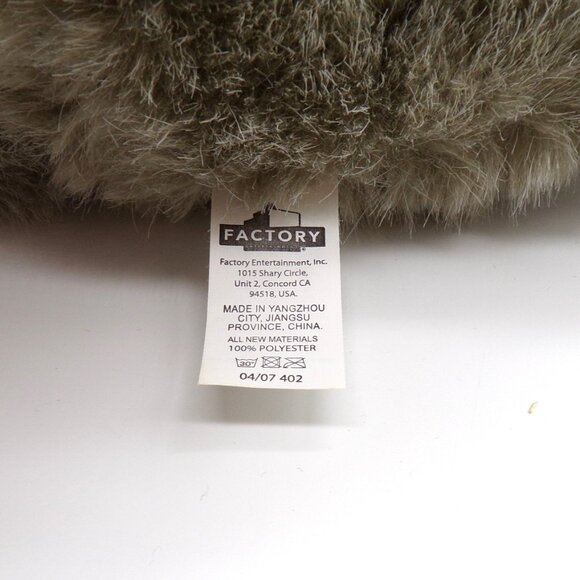 FACTORY
ENTERTAINMENT
Factory Entertainment, Inc.
1015 Shary Circle,
Unit 2, Concord CA
94518, USA.
MADE IN YANGZHOU
CITY, JIANGSU
PROVINCE, CHINA.
ALL NEW MATERIALS
100% POLYESTER
30°
04/07 402